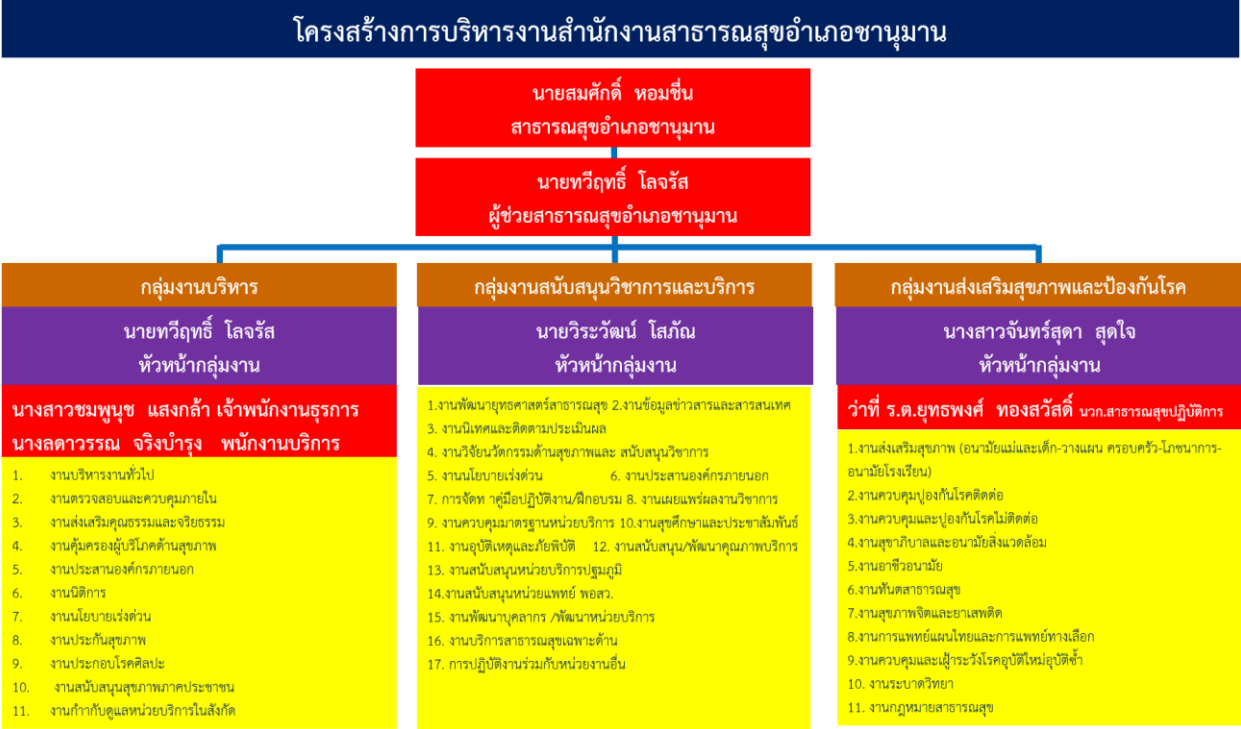 โครงสร้างการบริหารงานสำนักงานสาธารณสุขอำเภอชานุมาน
นายสมศักดิ์ หอมชื่น
สาธารณสุขอำเภอชานุมาน
นายทวีฤทธิ์ โลจรัส
ผู้ช่วยสาธารณสุขอำเภอชานุมาน
กลุ่มงานบริหาร
นายทวีฤทธิ์ โลจรัส
หัวหน้ากลุ่มงาน
นางสาวชมพูนุช แสงกล้า เจ้าพนักงานธุรการ
นางลดาวรรณ จริงบำรุง พนักงานบริการ
1. งานบริหารงานทั่วไป
2. งานตรวจสอบและควบคุมภายใน
3. งานส่งเสริมคุณธรรมและจริยธรรม
4. งานคุ้มครองผู้บริโภคด้านสุขภาพ
5. งานประสานองค์กรภายนอก
6. งานนิติการ
7. งานนโยบายเร่งด่วน
8. งานประกันสุขภาพ
9. งานประกอบโรคศิลปะ
10. งานสนับสนุนสุขภาพภาคประชาชน
11. งานกำากับดูแลหน่วยบริการในสังกัด
กลุ่มงานสนับสนุนวิชาการและบริการ
นายวิระวัฒน์ โสภัณ
หัวหน้ากลุ่มงาน
1.งานพัฒนายุทธศาสตร์สาธารณสุข 2.งานข้อมูลข่าวสารและสารสนเทศ
3. งานนิเทศและติดตามประเมินผล
4. งานวิจัยนวัตกรรมด้านสุขภาพและ สนับสนุนวิชาการ
5. งานนโยบายเร่งด่วน 6. งานประสานองค์กรภายนอก
7. การจัดท าคู่มือปฏิบัติงาน/ฝึกอบรม 8. งานเผยแพร่ผลงานวิชาการ
9. งานควบคุมมาตรฐานหน่วยบริการ 10.งานสุขศึกษาและประชาสัมพันธ์
11. งานอุบัติเหตุและภัยพิบัติ 12. งานสนับสนุน/พัฒนาคุณภาพบริการ
13. งานสนับสนุนหน่วยบริการปฐมภูมิ
14.งานสนับสนุนหน่วยแพทย์ พอสว.
15. งานพัฒนาบุคลากร /พัฒนาหน่วยบริการ
16. งานบริการสาธารณสุขเฉพาะด้าน
17. การปฏิบัติงานร่วมกับหน่วยงานอื่น
กลุ่มงานส่งเสริมสุขภาพและป้องกันโรค
นางสาวจันทร์สุดา สุดใจ
หัวหน้ากลุ่มงาน
ว่าที่ ร.ต.ยุทธพงศ์ ทองสวัสดิ์ นวก.สาธารณสุขปฏิบัติการ
1.งานส่งเสริมสุขภาพ (อนามัยแม่และเด็ก-วางแผน ครอบครัว-โภชนาการ-
อนามัยโรงเรียน)
2.งานควบคุมปูองกันโรคติดต่อ
3.งานควบคุมและปูองกันโรคไม่ติดต่อ
4.งานสุขาภิบาลและอนามัยสิ่งแวดล้อม
5.งานอาชีวอนามัย
6.งานทันตสาธารณสุข
7.งานสุขภาพจิตและยาเสพติด
8.งานการแพทย์แผนไทยและการแพทย์ทางเลือก
9.งานควบคุมและเฝ้าระวังโรคอุบัติใหม่อุบัติซ้ำ
10. งานระบาดวิทยา
11. งานกฎหมายสาธารณสุข